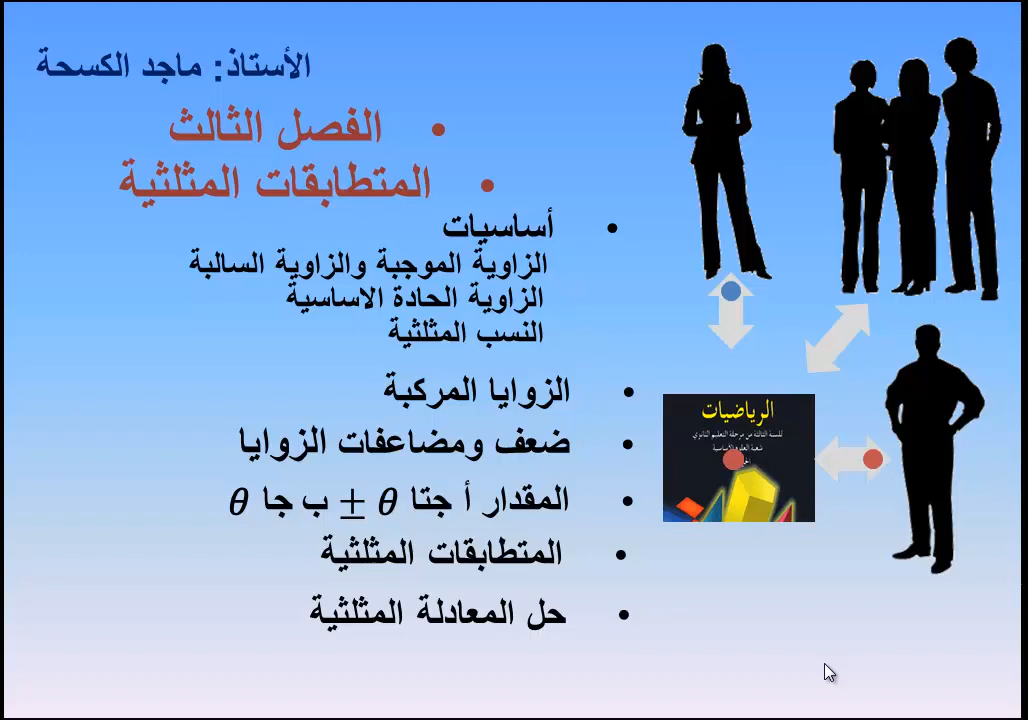 الأستاذ: ماجد الكسحة
• الفصل الثالث
• المتطابقات المثلثية
• أساسيات
الزاوية الموجبة والزاوية السالبة
الزاوية الحادة الاساسية
النسب المثلثية
• الزوايا المركبة
• ضعف ومضاعفات الزوايا
• المقدار أ جتا θ ± ب جا θ
• المتطابقات المثلثية
• حل المعادلة المثلثية
الرياضيات
للسنة الثالثة من مرحلة التعليم الثانوي
شعبة العلوم الأساسية